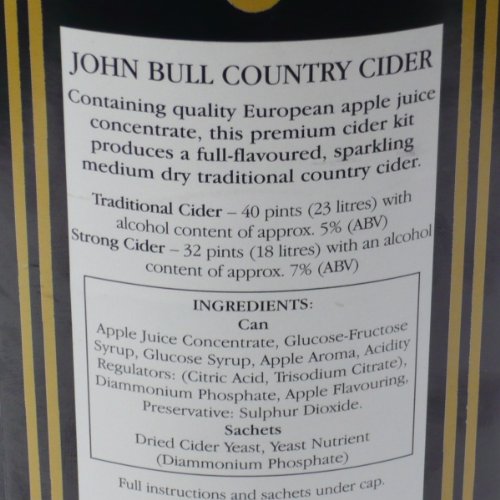 JOHN BULL COUNTRY CIDER
Containing quality European apple juice
concentrate, this premium cider kit
produces a full-flavoured, sparkling
medium dry traditional country cider.
Traditional Cider – 40 pints (23 litres) with
alcohol content of approx. 5% (ABV)
Strong Cider – 32 pints (18 litres) with an alcohol
content of approx. 7% (ABV)
INGREDIENTS:
Can
Apple Juice Concentrate, Glucose-Fructose
Syrup, Glucose Syrup, Apple Aroma, Acidity
Regulators: (Citric Acid, Trisodium Citrate),
Diammonium Phosphate, Apple Flavouring,
Preservative: Sulphur Dioxide.
Sachets
Dried Cider Yeast, Yeast Nutrient
(Diammonium Phosphate)
Full instructions and sachets under cap.